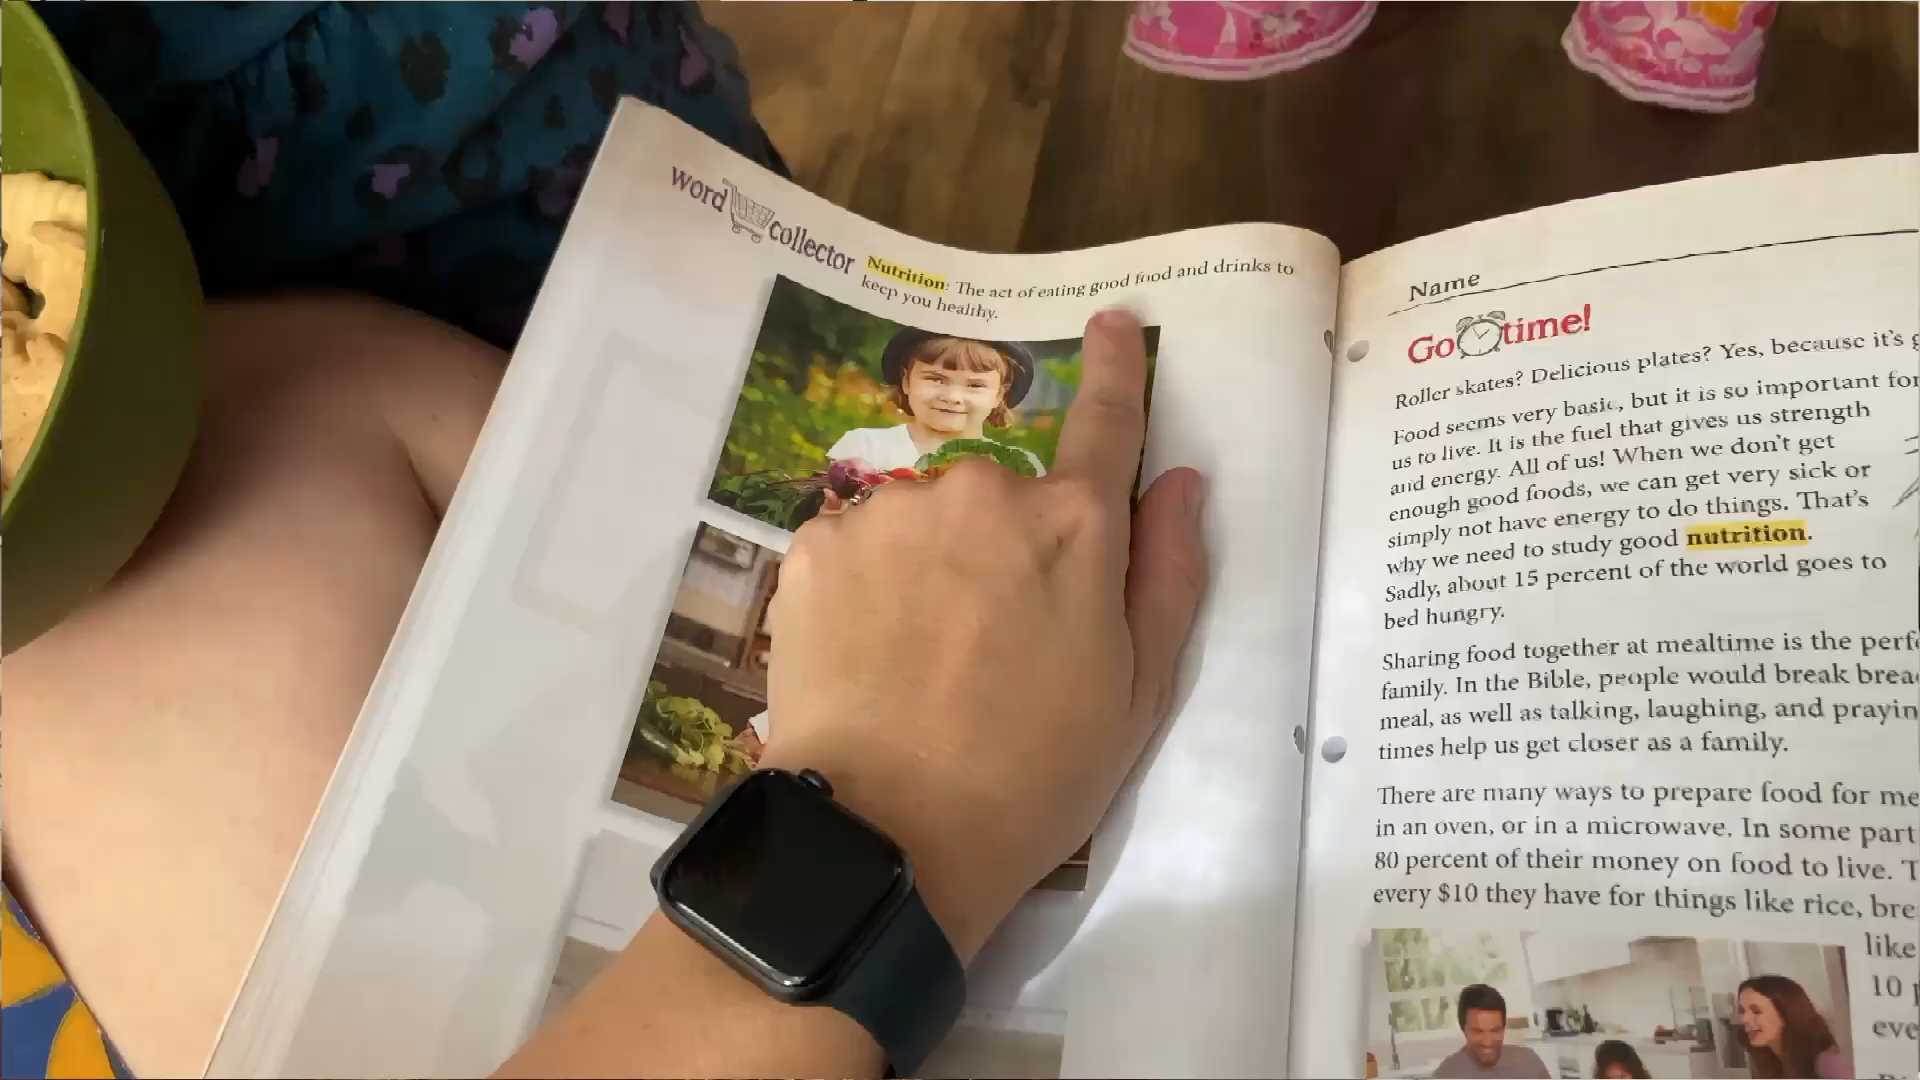 word collector
Nutrition: The act of eating good food and drinks to
keep you healthy.
Name
Go time!
Roller skates? Delicious plates? Yes, because it's
Food seems very basic, but it is so important for
us to live. It is the fuel that gives us strength
and energy. All of us! When we don't get
enough good foods, we can get very sick or
simply not have energy to do things. That's
why we need to study good nutrition.
Sadly, about 15 percent of the world goes to
bed hungry.
Sharing food together at mealtime is the
family. In the Bible, people would break
meal, as well as talking, laughing, and
times help us get closer as a family.
There are many ways to prepare food for
in an oven, or in a microwave. In some
80 percent of their money on food to live.
every $10 they have for things like rice,
like
10